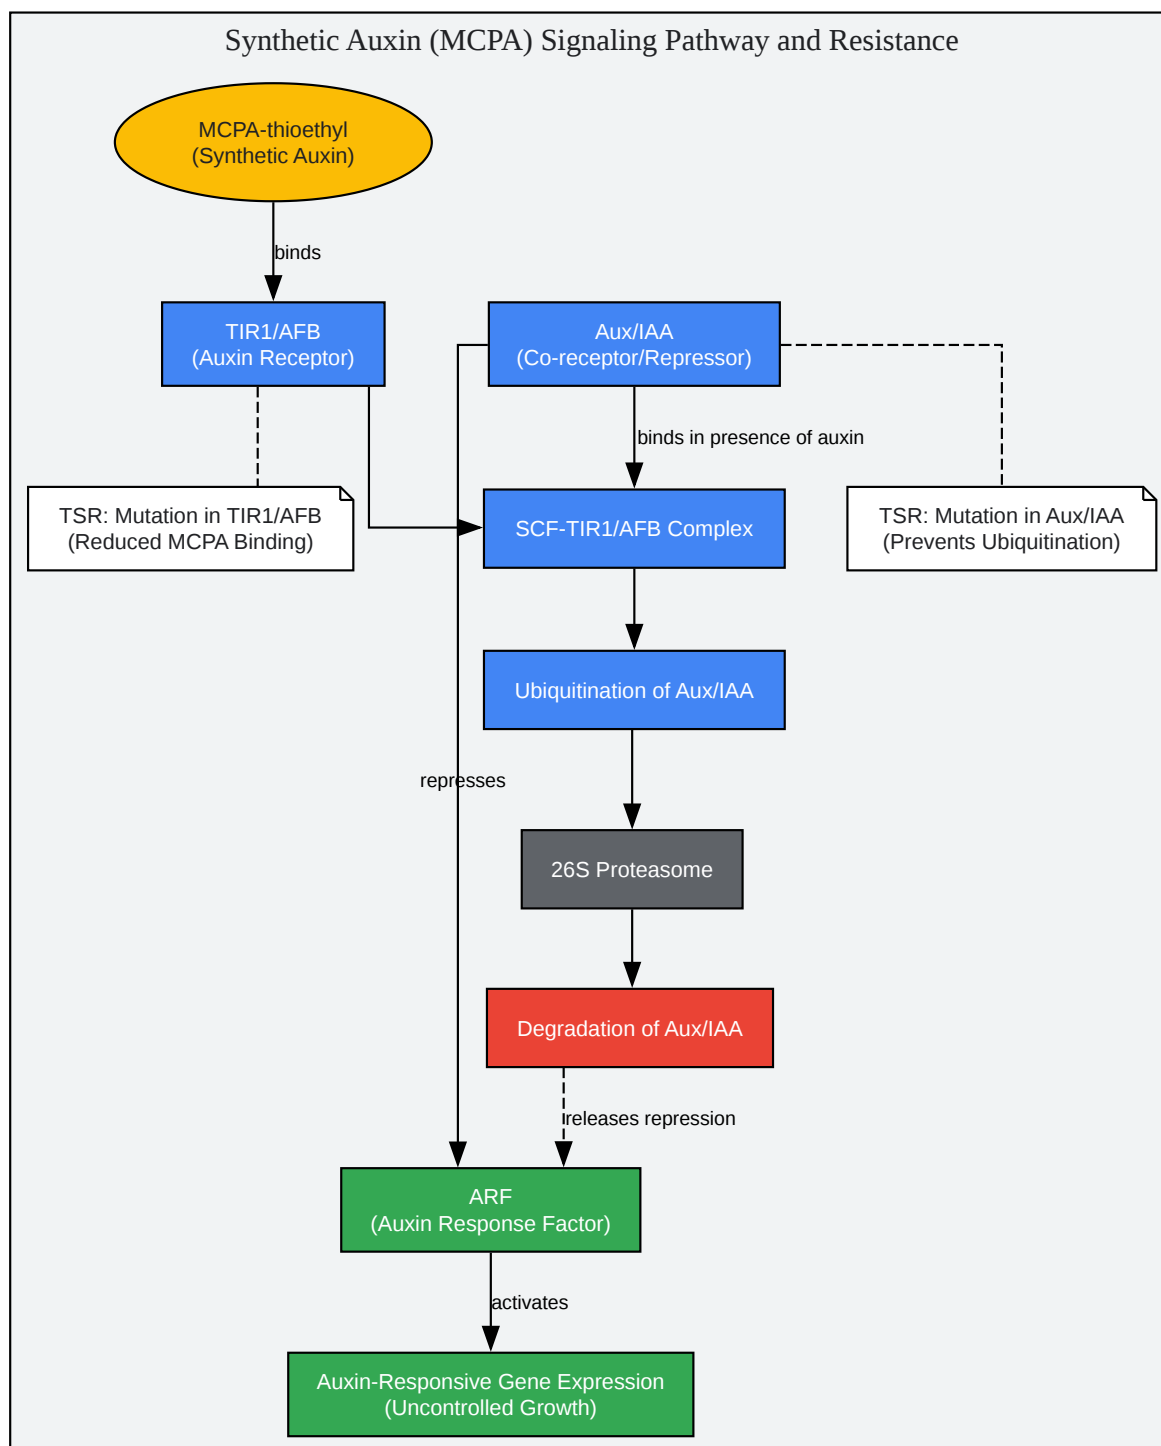 Synthetic Auxin (MCPA) Signaling Pathway and Resistance
MCPA-thioethyl
(Synthetic Auxin)
binds
TIR1/AFB
(Auxin Receptor)
Aux/IAA
(Co-receptor/Repressor)
binds in presence of auxin
TSR: Mutation in TIR1/AFB
(Reduced MCPA Binding)
SCF-TIR1/AFB Complex
TSR: Mutation in Aux/IAA
(Prevents Ubiquitination)
Ubiquitination of Aux/IAA
represses
26S Proteasome
Degradation of Aux/IAA
releases repression
ARF
(Auxin Response Factor)
activates
Auxin-Responsive Gene Expression
(Uncontrolled Growth)